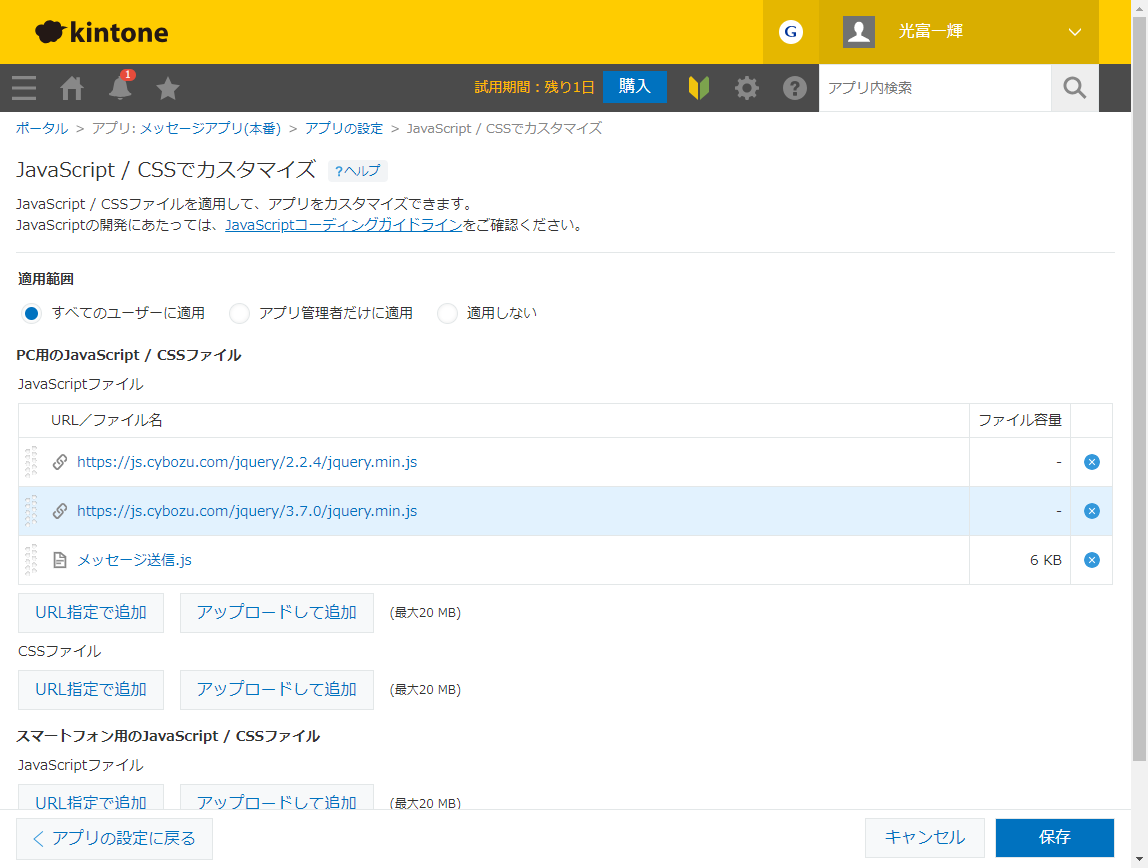 kintone
G
光富一輝
1
試用期間：残り1日
購入
?
アプリ内検索
ポータル > アプリ: メッセージアプリ(本番) > アプリの設定 > JavaScript / CSSでカスタマイズ
JavaScript / CSSでカスタマイズ ?ヘルプ
JavaScript / CSSファイルを適用して、アプリをカスタマイズできます。
JavaScriptの開発にあたっては、JavaScriptコーディングガイドラインをご確認ください。
適用範囲
すべてのユーザーに適用 アプリ管理者だけに適用 適用しない
PC用のJavaScript / CSSファイル
JavaScriptファイル
URL／ファイル名 ファイル容量
https://js.cybozu.com/jquery/2.2.4/jquery.min.js -
https://js.cybozu.com/jquery/3.7.0/jquery.min.js -
メッセージ送信.js 6 KB
URL指定で追加 アップロードして追加 (最大20 MB)
CSSファイル
URL指定で追加 アップロードして追加 (最大20 MB)
スマートフォン用のJavaScript / CSSファイル
JavaScriptファイル
URL指定で追加 アップロードして追加 (最大20 MB)
アプリの設定に戻る キャンセル 保存